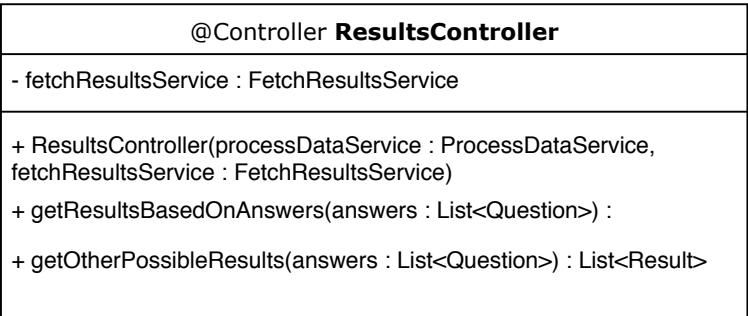 @Controller ResultsController
- fetchResultsService : FetchResultsService
+ ResultsController(processDataService : ProcessDataService,
fetchResultsService : FetchResultsService)
+ getResultsBasedOnAnswers(answers : List<Question>) :
+ getOtherPossibleResults(answers : List<Question>) : List<Result>